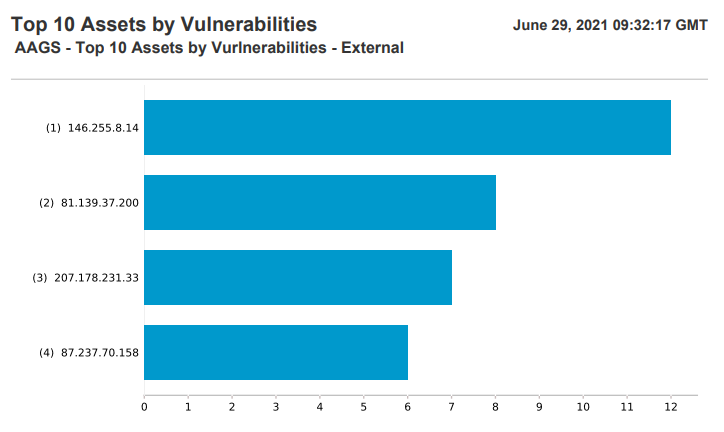 Top 10 Assets by Vulnerabilities
June 29, 2021 09:32:17 GMT
AAGS - Top 10 Assets by Vurlnerabilities - External
(1) 146.255.8.14
(2) 81.139.37.200
(3) 207.178.231.33
(4) 87.237.70.158
0 1 2 3 4 5 6 7 8 9 10 11 12